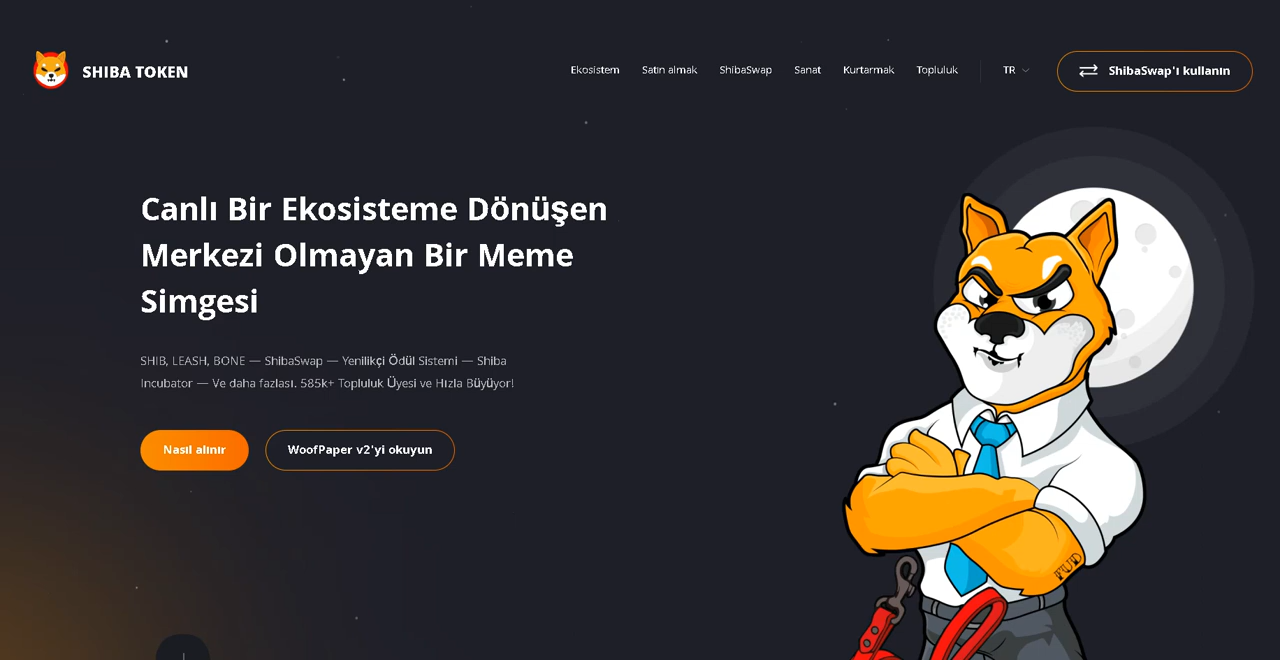 SHIBA TOKEN
Ekosistem Satın almak ShibaSwap Sanat Kurtarmak Topluluk TR ShibaSwap'ı kullanın
Canlı Bir Ekosisteme Dönüşen
Merkezi Olmayan Bir Meme
Simgesi
SHIB, LEASH, BONE — ShibaSwap — Yenilikçi Ödül Sistemi — Shiba
Incubator — Ve daha fazlası. 585k+ Topluluk Üyesi ve Hızla Büyüyor!
Nasıl alınır WoofPaper v2'yi okuyun
FUD